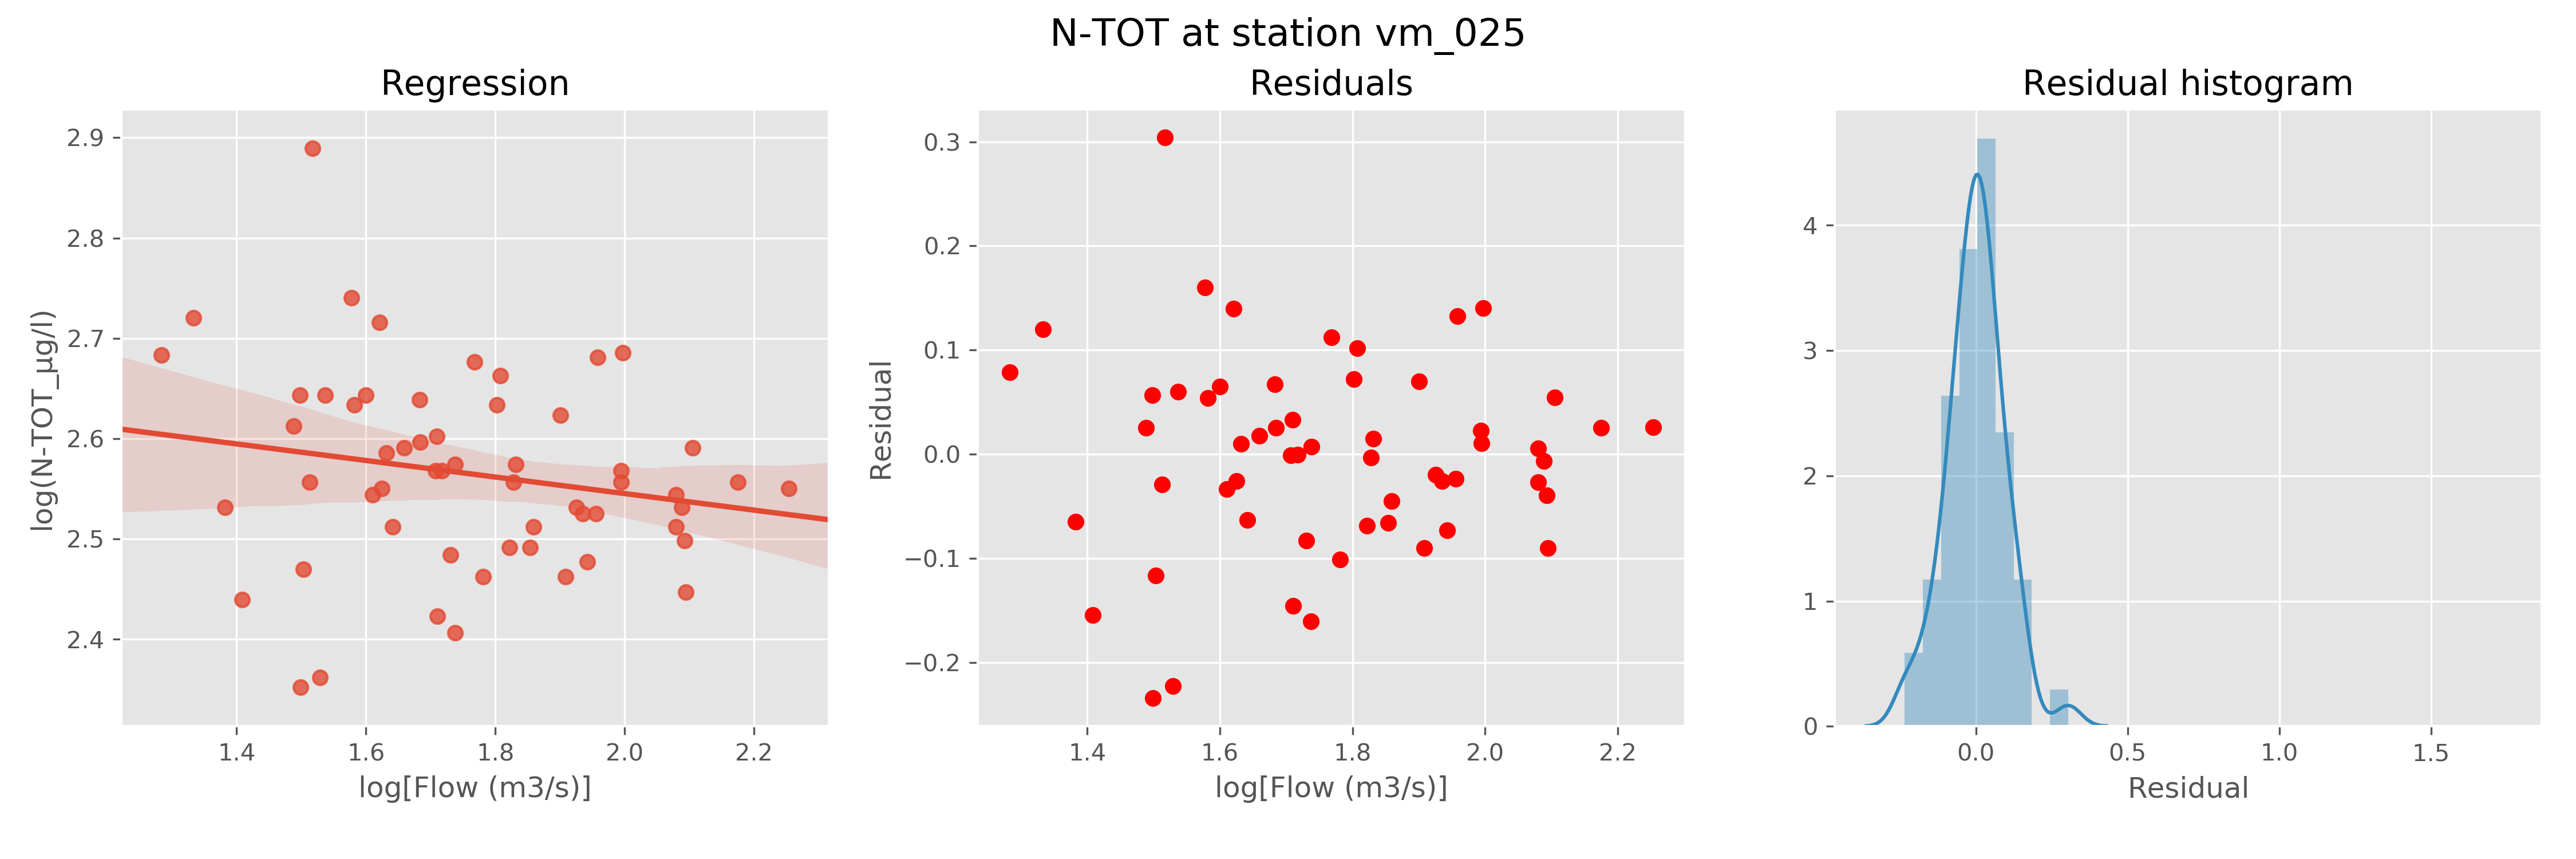 N-TOT at station vm_025
Regression
2.9
2.8
2.7
2.6
2.5
2.4
log(N-TOT_µg/l)
1.4 1.6 1.8 2.0 2.2
log[Flow (m3/s)]
Residuals
0.3
0.2
0.1
0.0
−0.1
−0.2
Residual
1.4 1.6 1.8 2.0 2.2
log[Flow (m3/s)]
Residual histogram
4
3
2
1
0
0.0 0.5 1.0 1.5
Residual